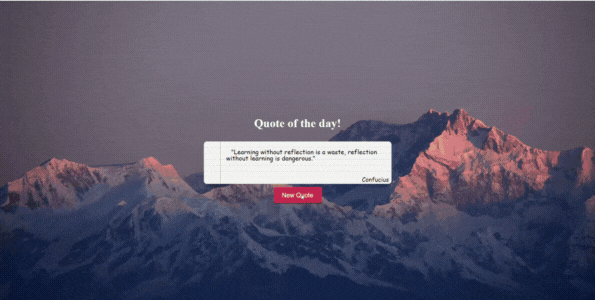 Quote of the day!
"Learning without reflection is a waste, reflection
without learning is dangerous."
Confucius
New Quote